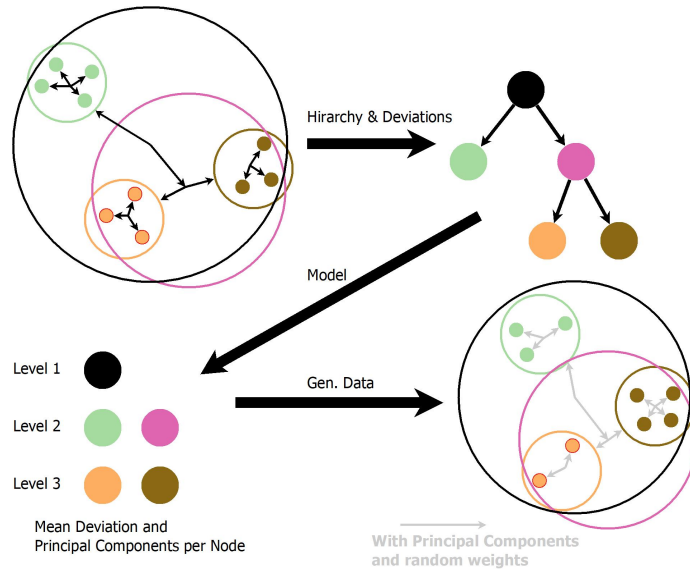 Hirarchy & Deviations
Model
Gen. Data
Level 1
Level 2
Level 3
Mean Deviation and
Principal Components per Node
With Principal Components
and random weights